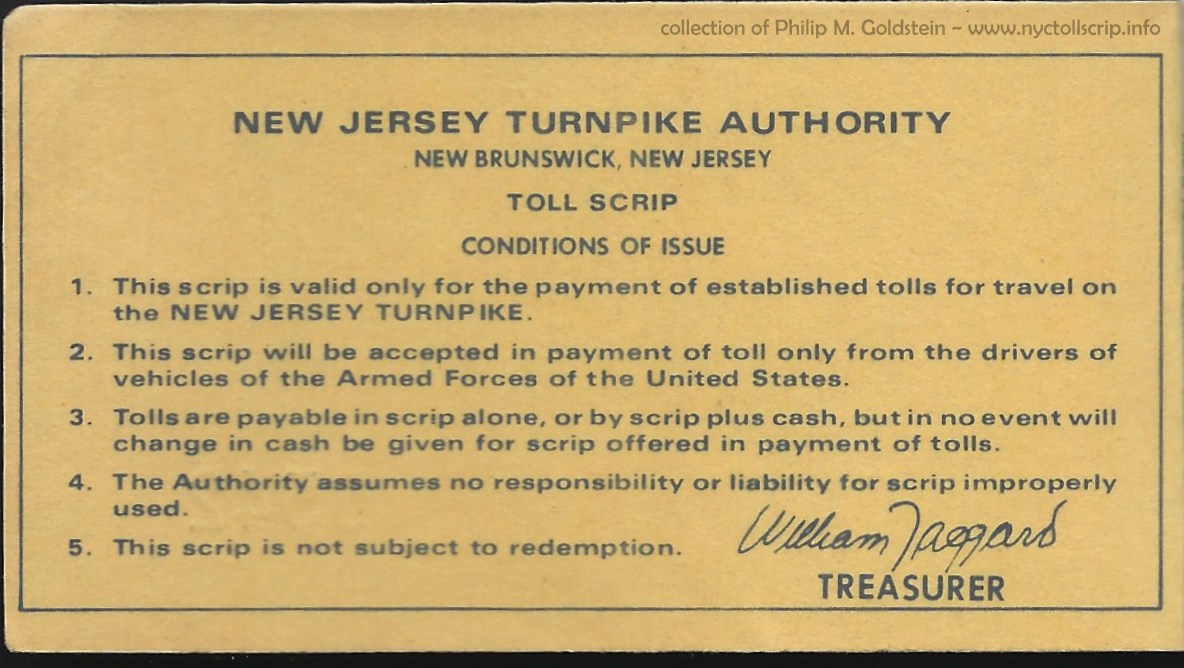 collection of Philip M. Goldstein ~ www.nyctollscrip.info
NEW JERSEY TURNPIKE AUTHORITY
NEW BRUNSWICK, NEW JERSEY
TOLL SCRIP
CONDITIONS OF ISSUE
1. This scrip is valid only for the payment of established tolls for travel on
the NEW JERSEY TURNPIKE.
2. This scrip will be accepted in payment of toll only from the drivers of
vehicles of the Armed Forces of the United States.
3. Tolls are payable in scrip alone, or by scrip plus cash, but in no event will
change in cash be given for scrip offered in payment of tolls.
4. The Authority assumes no responsibility or liability for scrip improperly
used.
5. This scrip is not subject to redemption.
William Taggard
TREASURER